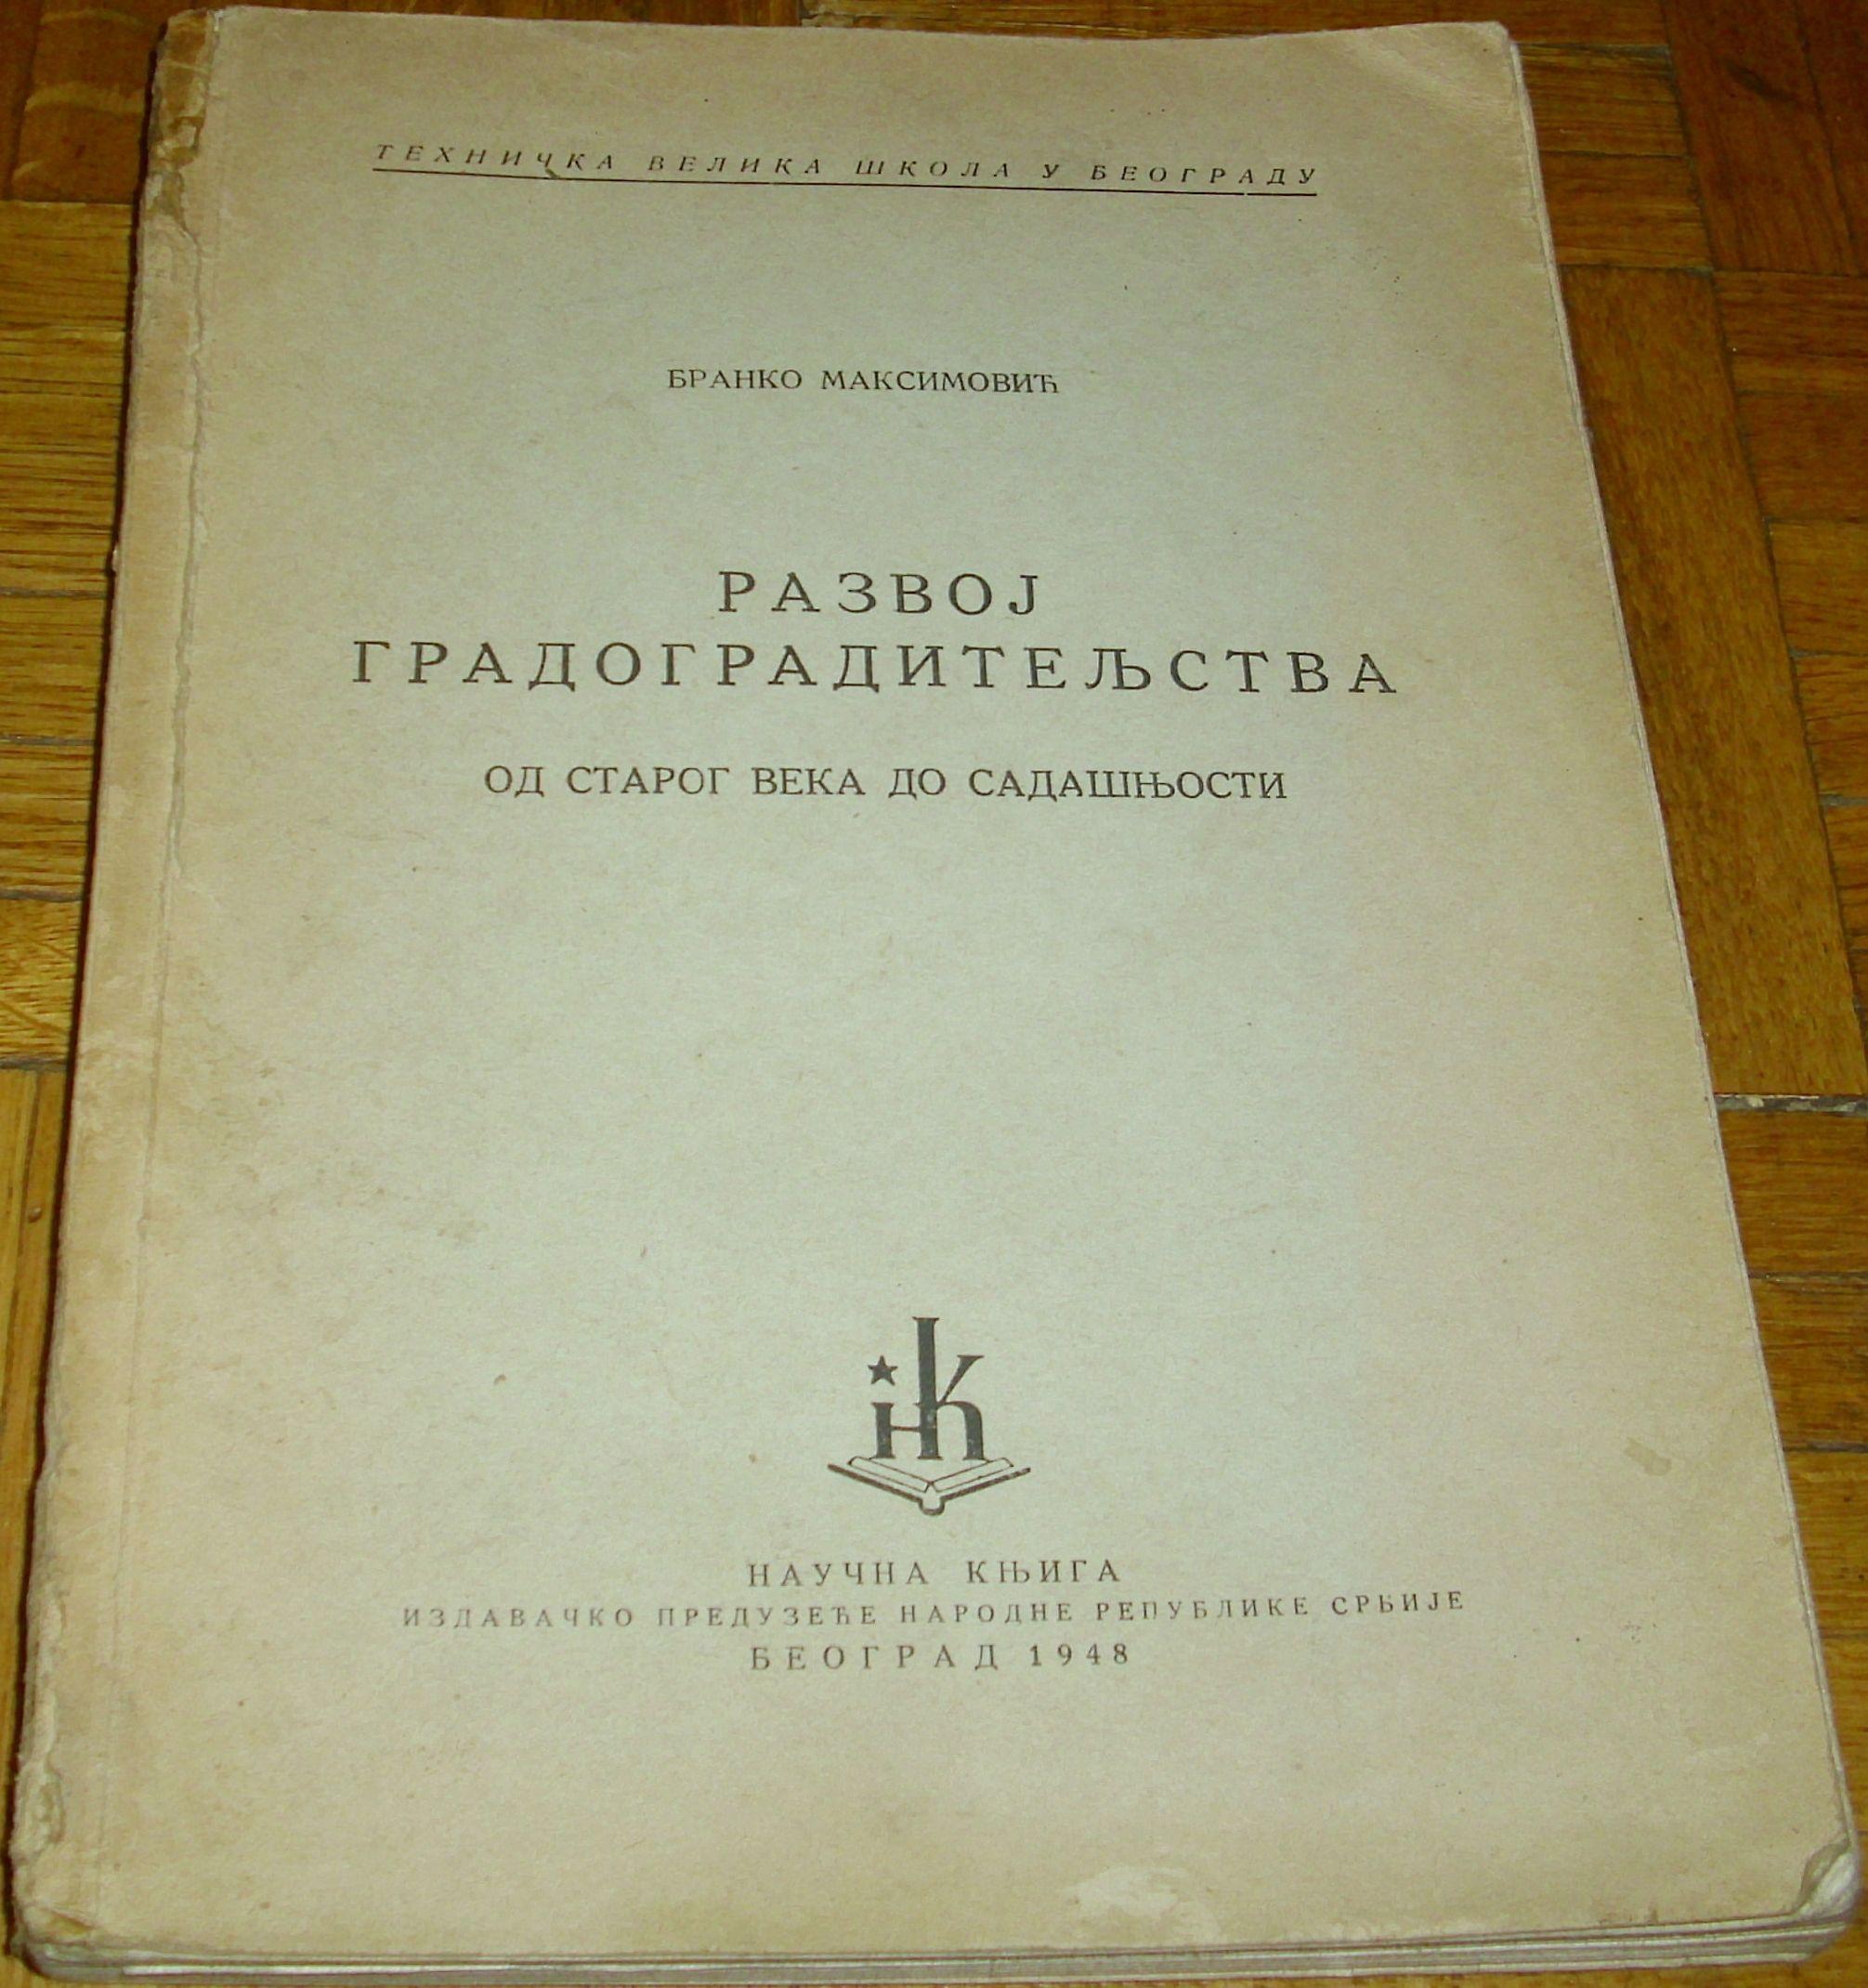 ТЕХНИЧКА ВЕЛИКА ШКОЛА У БЕОГРАДУ
БРАНКО МАКСИМОВИЋ
РАЗВОЈ
ГРАДОГРАДИТЕЉСТВА
ОД СТАРОГ ВЕКА ДО САДАШЊОСТИ
НК
НАУЧНА КЊИГА
ИЗДАВАЧКО ПРЕДУЗЕЋЕ НАРОДНЕ РЕПУБЛИКЕ СРБИЈЕ
БЕОГРАД 1948